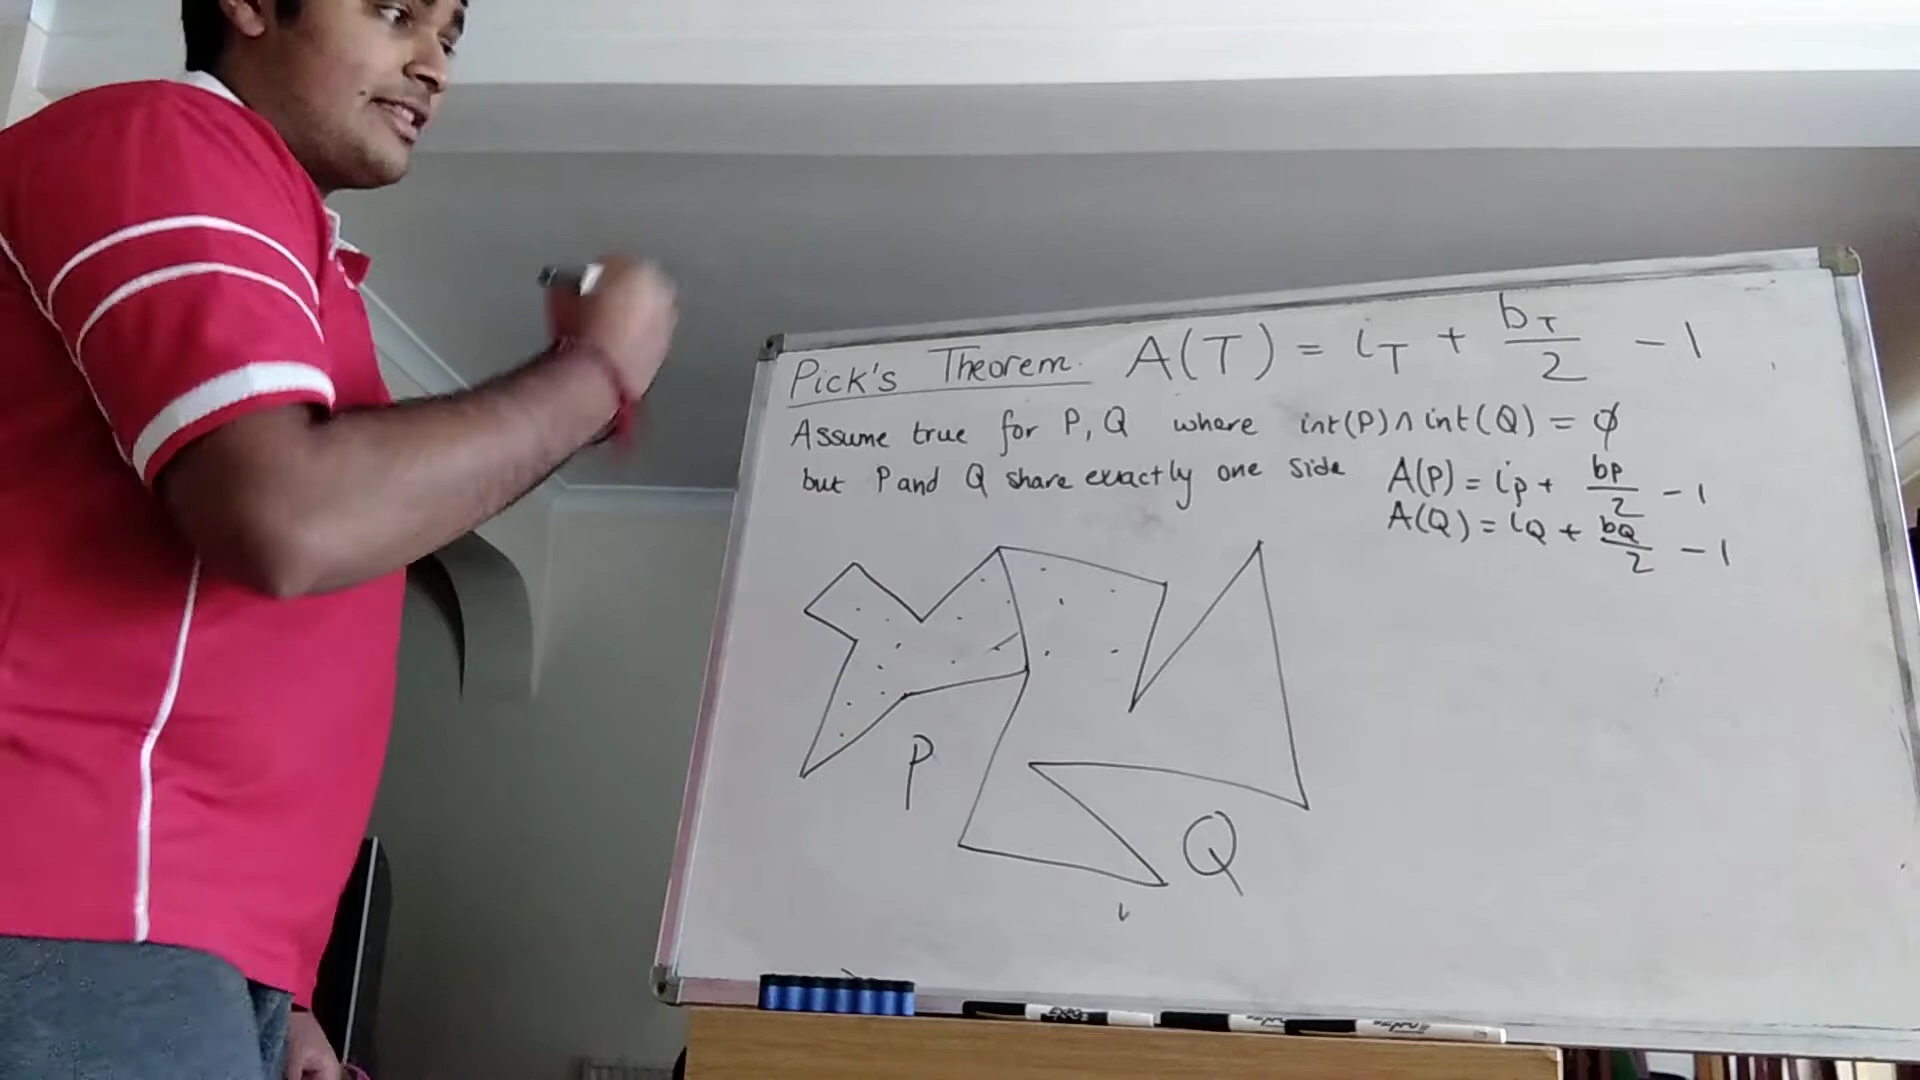 Pick's Theorem. A(T) = i_T + b_T/2 - 1
Assume true for P, Q where int(P) ∩ int(Q) = ∅
but P and Q share exactly one side
A(P) = i_P + b_P/2 - 1
A(Q) = i_Q + b_Q/2 - 1
P
Q